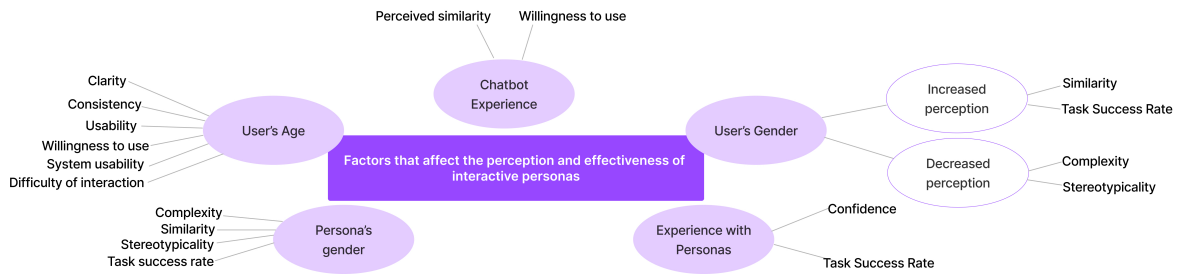 Perceived similarity
Willingness to use
Chatbot
Experience
Clarity
Consistency
Usability
Willingness to use
System usability
Difficulty of interaction
User's Age
User's Gender
Increased
perception
Similarity
Task Success Rate
Decreased
perception
Complexity
Stereotypicality
Factors that affect the perception and effectiveness of
interactive personas
Complexity
Similarity
Stereotypicality
Task success rate
Persona's
gender
Experience with
Personas
Confidence
Task Success Rate